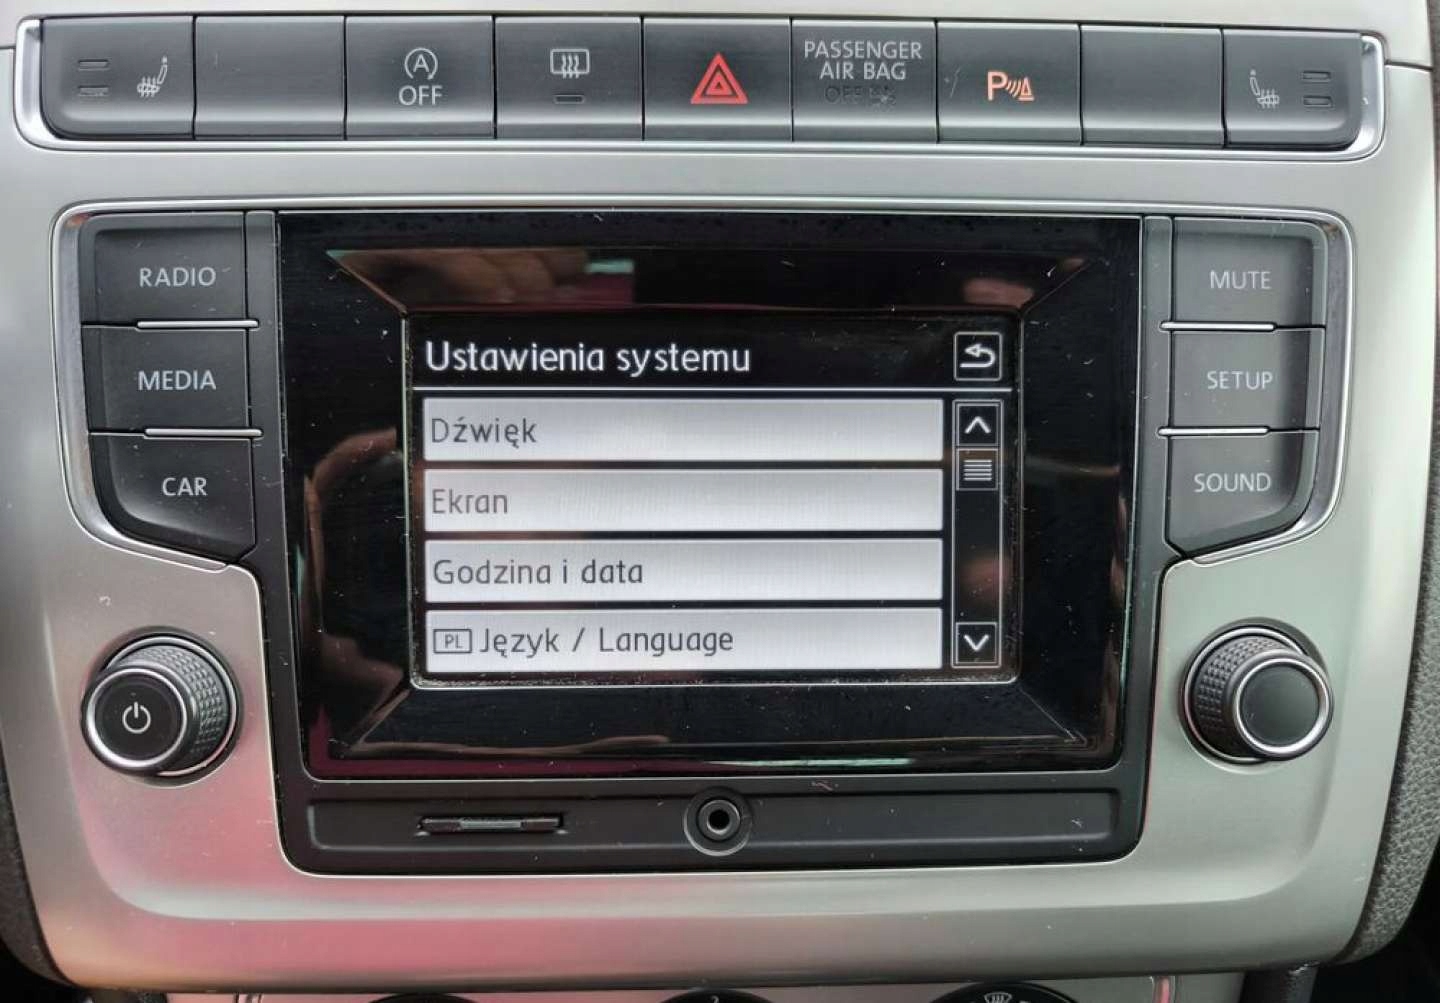 OFF
PASSENGER
AIR BAG
OFF
P
RADIO
MEDIA
CAR
Ustawienia systemu
Dźwięk
Ekran
Godzina i data
PL Język / Language
MUTE
SETUP
SOUND